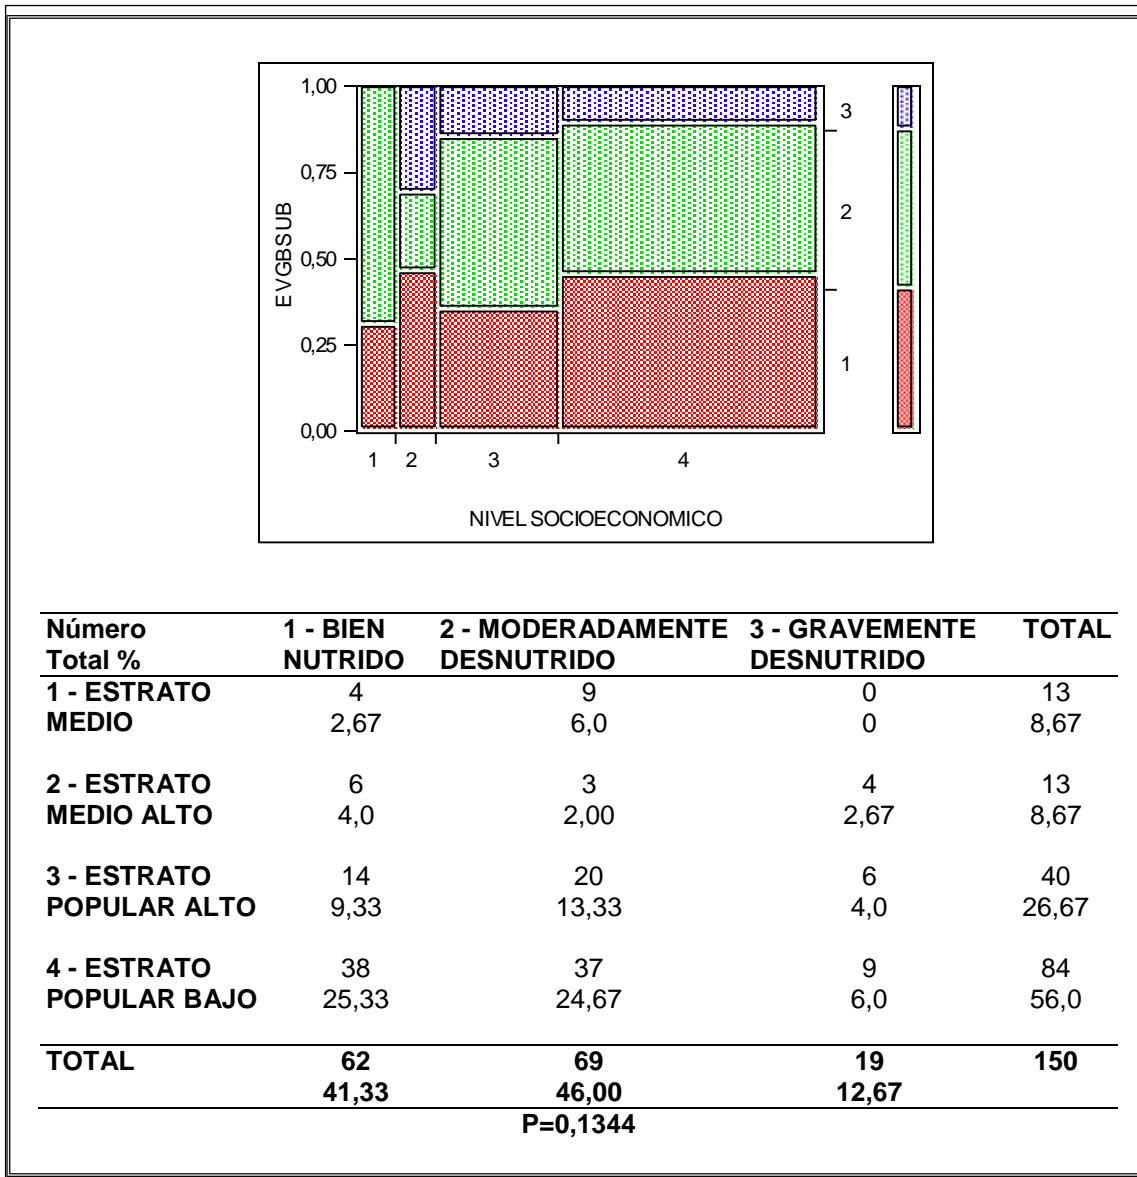 1,00
0,75
0,50
0,25
0,00
EVGBSUB
3
2
1
1 2 3 4
NIVEL SOCIOECONOMICO
Número 1 - BIEN 2 - MODERADAMENTE 3 - GRAVEMENTE TOTAL
Total % NUTRIDO DESNUTRIDO DESNUTRIDO
1 - ESTRATO 4 9 0 13
MEDIO 2,67 6,0 0 8,67
2 - ESTRATO 6 3 4 13
MEDIO ALTO 4,0 2,00 2,67 8,67
3 - ESTRATO 14 20 6 40
POPULAR ALTO 9,33 13,33 4,0 26,67
4 - ESTRATO 38 37 9 84
POPULAR BAJO 25,33 24,67 6,0 56,0
TOTAL 62 69 19 150
41,33 46,00 12,67
P=0,1344